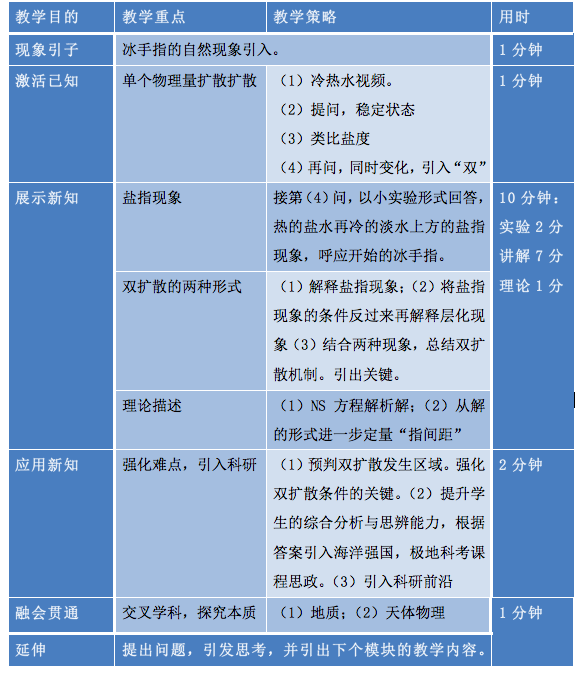 教学目的 教学重点 教学策略 用时
现象引子 冰手指的自然现象引入。 1 分钟
激活已知 单个物理量扩散扩散 （1）冷热水视频。 1 分钟
（2）提问，稳定状态
（3）类比盐度
（4）再问，同时变化，引入“双”
展示新知 盐指现象 接第（4）问，以小实验形式回答， 10 分钟：
热的盐水再冷的淡水上方的盐指 实验 2 分
现象，呼应开始的冰手指。 讲解 7 分
双扩散的两种形式 （1）解释盐指现象；（2）将盐指 理论 1 分
现象的条件反过来再解释层化现
象（3）结合两种现象，总结双扩
散机制。引出关键。
理论描述 （1）NS 方程解析解；（2）从解
的形式进一步定量“指间距”
应用新知 强化难点，引入科研 （1）预判双扩散发生区域。强化 2 分钟
双扩散条件的关键。（2）提升学
生的综合分析与思辨能力，根据
答案引入海洋强国，极地科考课
程思政。（3）引入科研前沿
融会贯通 交叉学科，探究本质 （1）地质；（2）天体物理 1 分钟
延伸 提出问题，引发思考，并引出下个模块的教学内容。